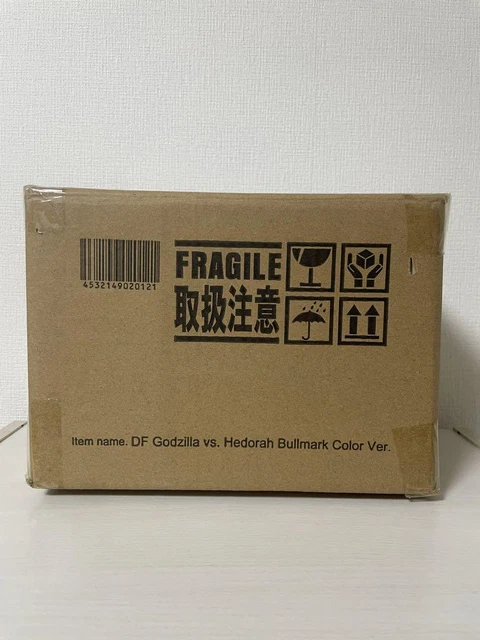 4532149020121
FRAGILE
取扱注意
Item name. DF Godzilla vs. Hedorah Bullmark Color Ver.